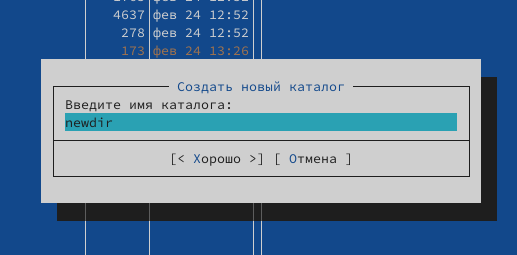 4637 фев 24 12:52
278 фев 24 12:52
173 фев 24 13:26
Создать новый каталог
Введите имя каталога:
newdir
[< Хорошо >] [ Отмена ]